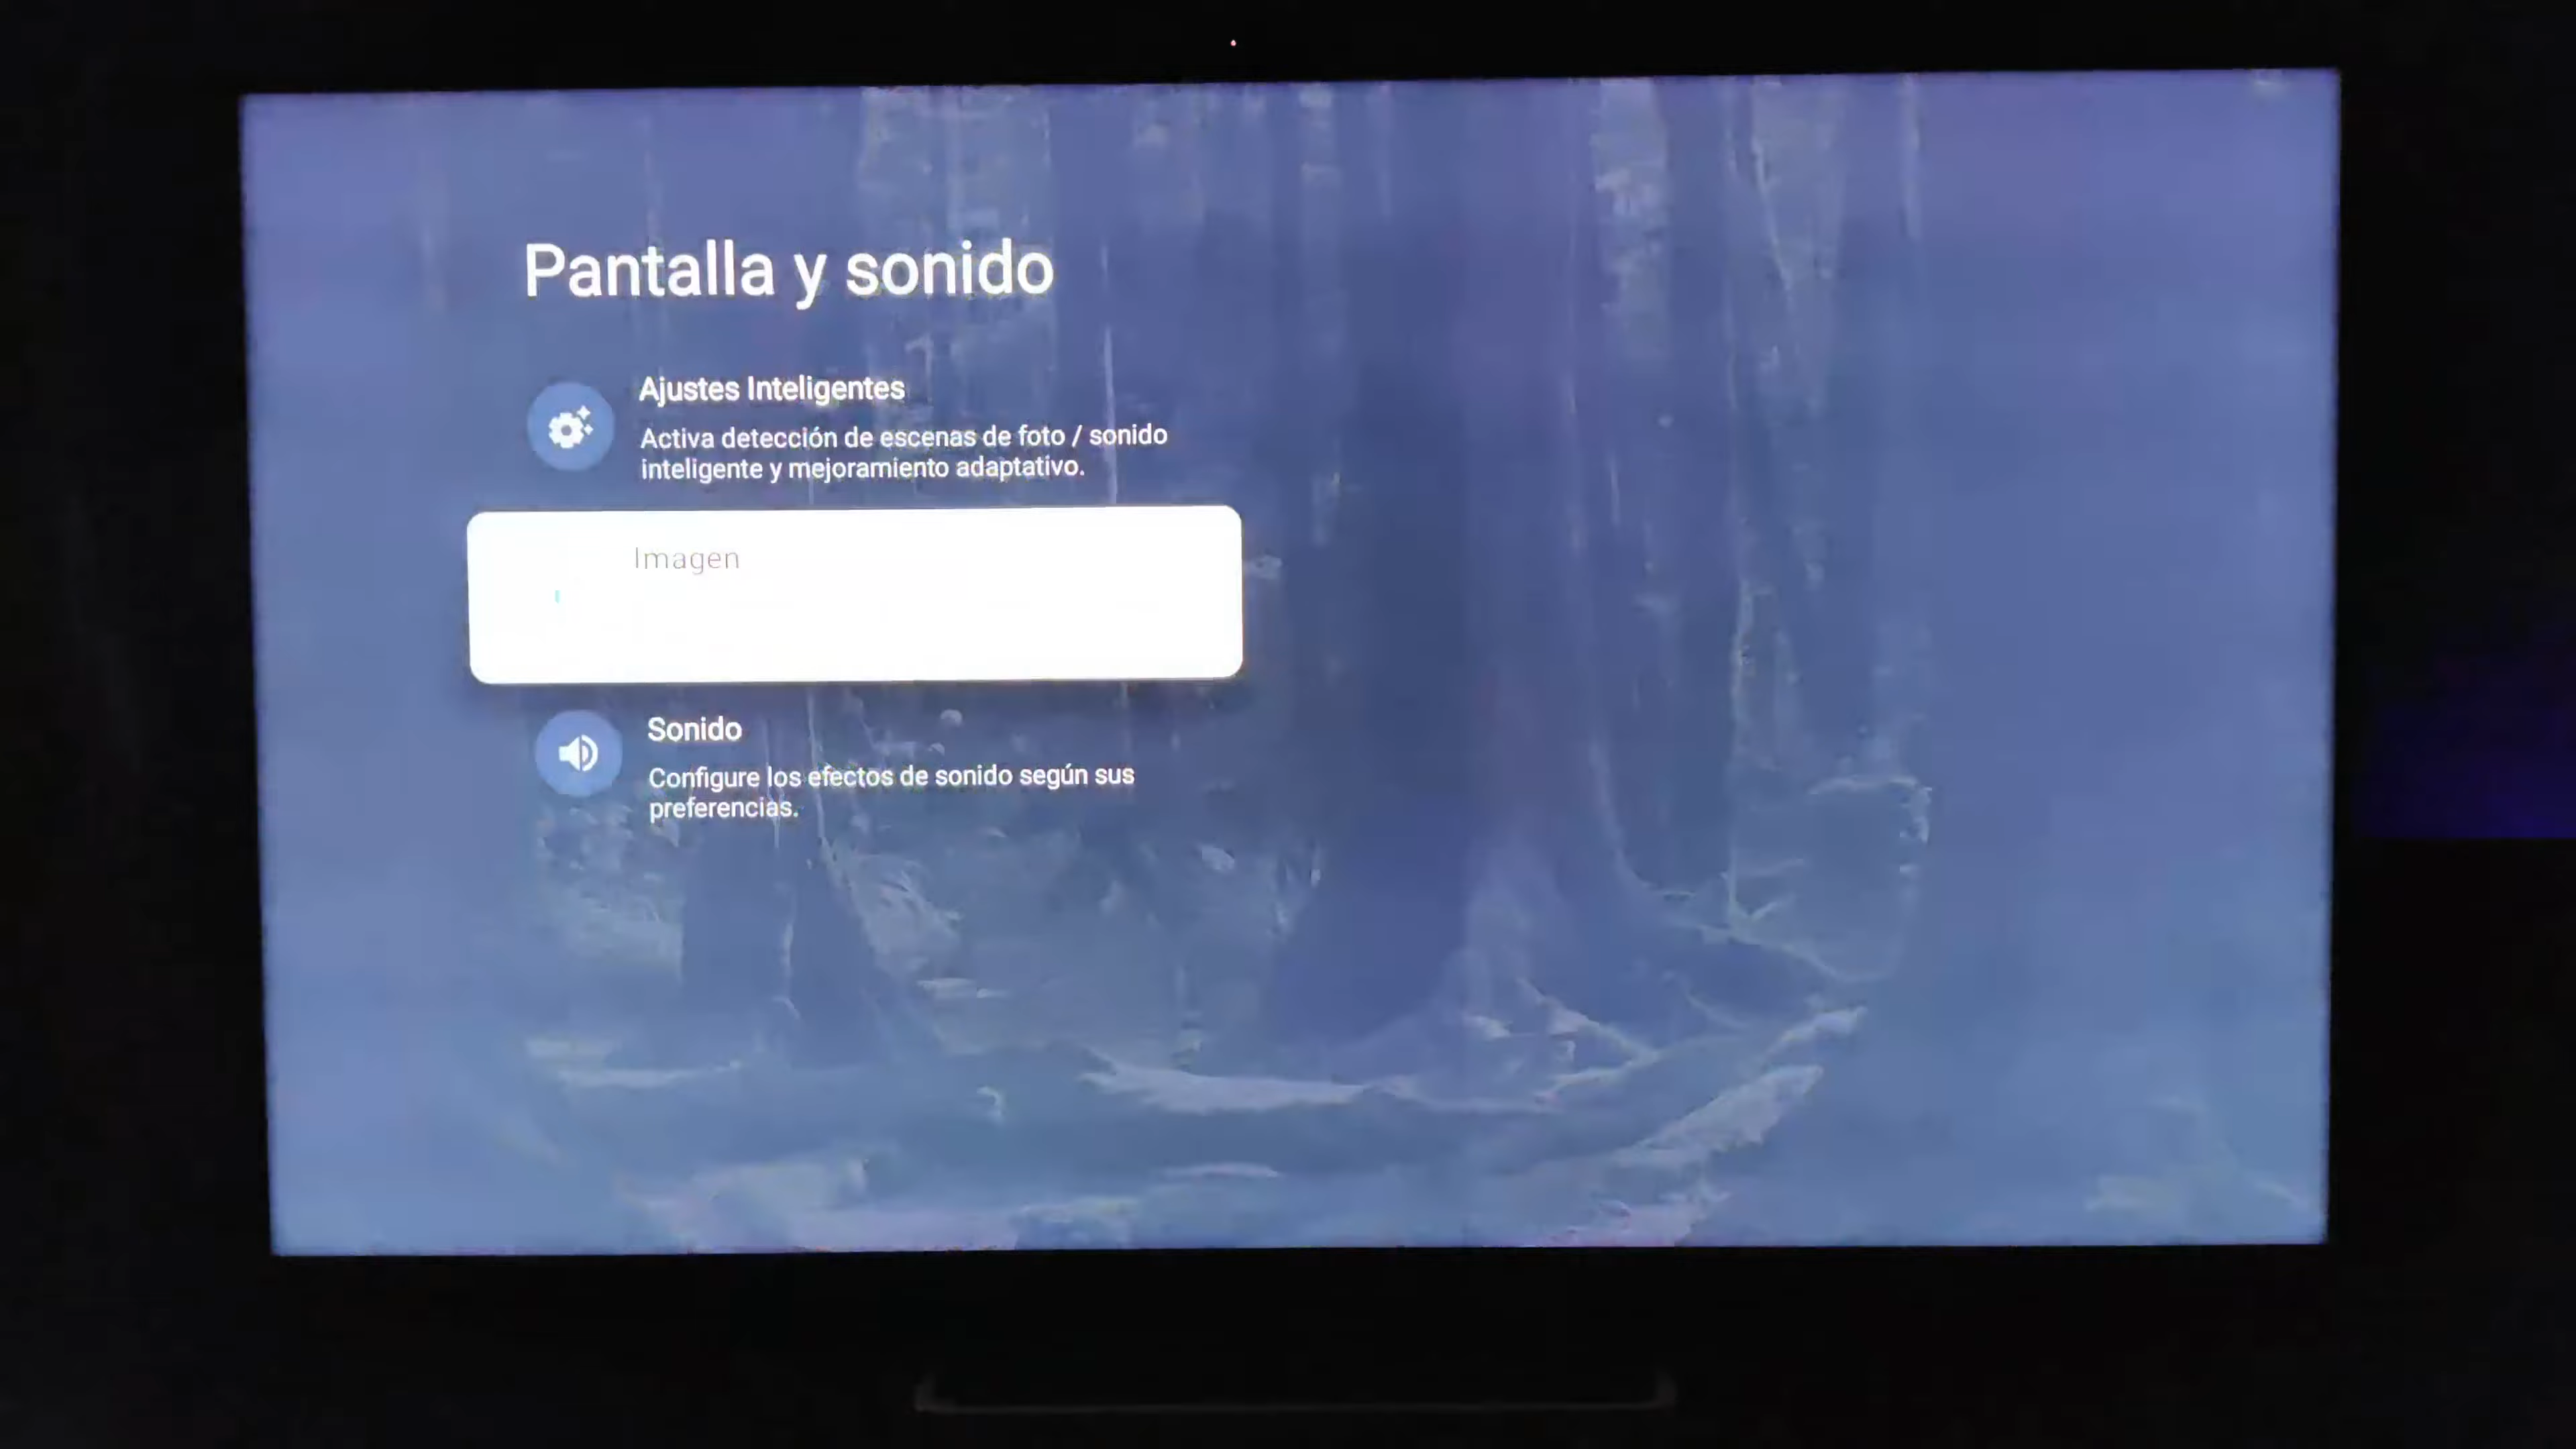 Pantalla y sonido
Ajustes Inteligentes
Activa detección de escenas de foto / sonido
inteligente y mejoramiento adaptativo.
Imagen
Sonido
Configure los efectos de sonido según sus
preferencias.